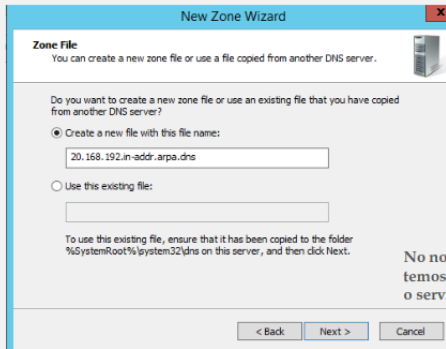 New Zone Wizard
x
Zone File
You can create a new zone file or use a file copied from another DNS server.
Do you want to create a new zone file or use an existing file that you have copied
from another DNS server?
Create a new file with this file name:
20.168.192.in-addr.arpa.dns
Use this existing file:
To use this existing file, ensure that it has been copied to the folder
%SystemRoot%\system32\dns on this server, and then click Next.
No no
temos
o serv
< Back
Next >
Cancel